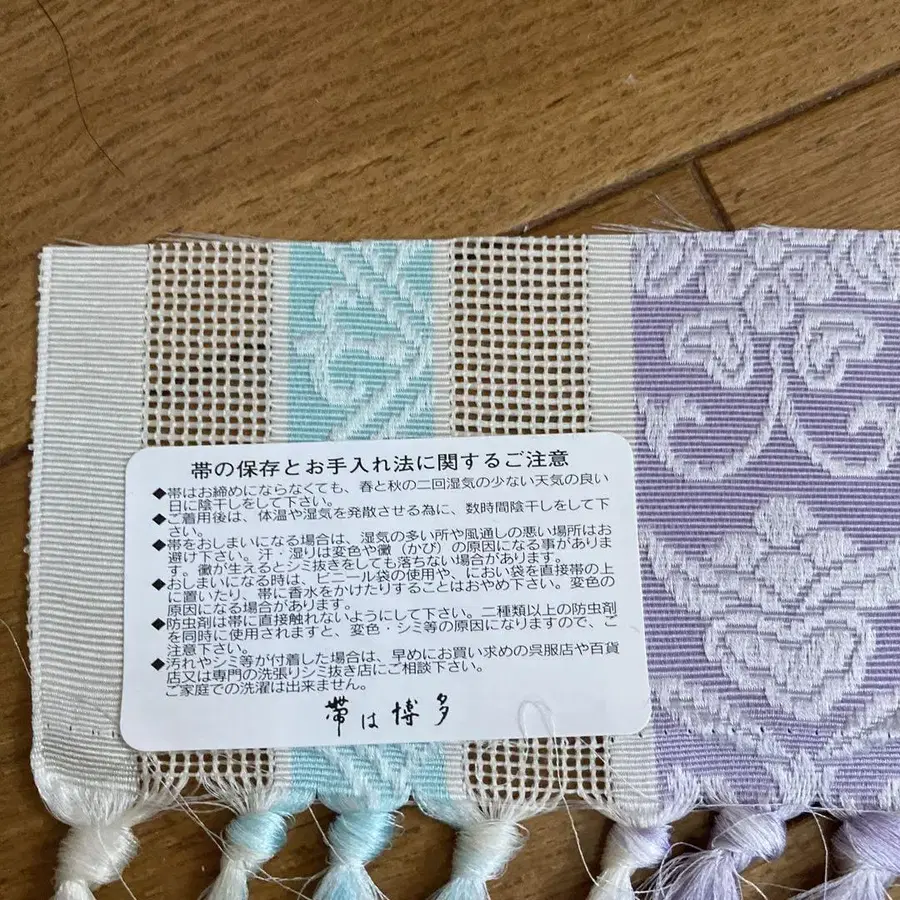 帯の保存とお手入れ法に関するご注意
◆帯はお締めにならなくても、春と秋の二回湿気の少ない天気の良い
日に陰干しをして下さい。
◆ご着用後は、体温や湿気を発散させる為に、数時間陰干しをして下
さい。
◆帯をおしまいになる場合は、湿気の多い所や風通しの悪い場所はお
避け下さい。汗・湿りは変色や黴（かび）の原因になる事がありま
す。黴が生えるとシミ抜きをしても落ちない場合があります。
◆おしまいになる時は、ビニール袋の使用や、におい袋を直接帯の上
に置いたり、帯に香水をかけたりすることはおやめ下さい。変色の
原因になる場合があります。
◆防虫剤は帯に直接触れないようにして下さい。二種類以上の防虫剤
を同時に使用されますと、変色・シミ等の原因になりますので、ご
注意下さい。
◆汚れやシミ等が付着した場合は、早めにお買い求めの呉服店や百貨
店又は専門の洗張りシミ抜き店にご相談下さい。
ご家庭での洗濯は出来ません。
帯は博多